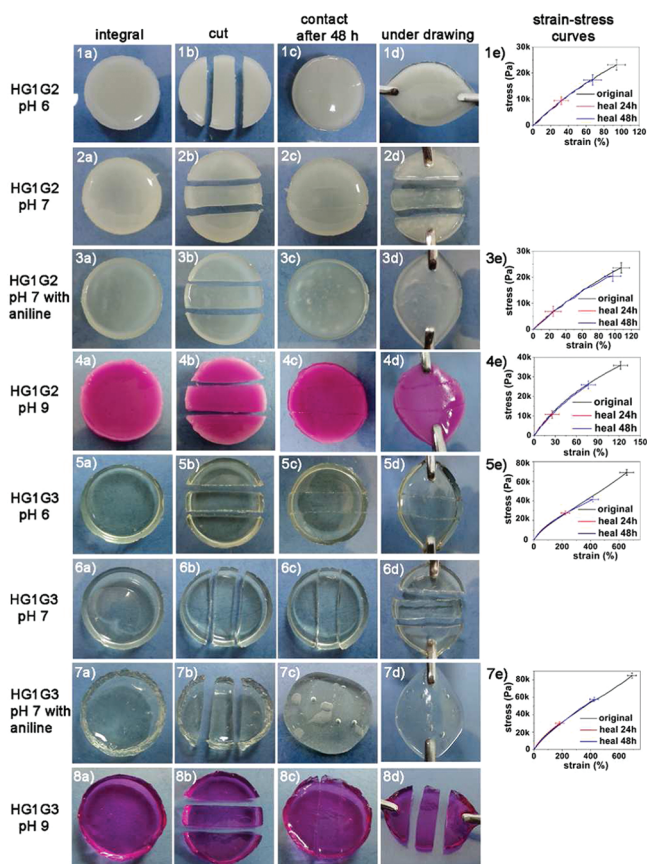 integral
cut
contact
after 48 h
under drawing
strain-stress
curves
HG1G2
pH 6
1a)
1b)
1c)
1d)
1e)
stress (Pa)
30k
20k
10k
0
original
heal 24h
heal 48h
0 20 40 60 80 100 120
strain (%)
HG1G2
pH 7
2a)
2b)
2c)
2d)
HG1G2
pH 7 with
aniline
3a)
3b)
3c)
3d)
3e)
stress (Pa)
30k
20k
10k
0
original
heal 24h
heal 48h
0 20 40 60 80 100 120
strain (%)
HG1G2
pH 9
4a)
4b)
4c)
4d)
4e)
stress (Pa)
40k
30k
20k
10k
0
original
heal 24h
heal 48h
0 30 60 90 120
strain (%)
HG1G3
pH 6
5a)
5b)
5c)
5d)
5e)
stress (Pa)
80k
60k
40k
20k
0
original
heal 24h
heal 48h
0 200 400 600
strain (%)
HG1G3
pH 7
6a)
6b)
6c)
6d)
HG1G3
pH 7 with
aniline
7a)
7b)
7c)
7d)
7e)
stress (Pa)
80k
60k
40k
20k
0
original
heal 24h
heal 48h
0 200 400 600
strain (%)
HG1G3
pH 9
8a)
8b)
8c)
8d)